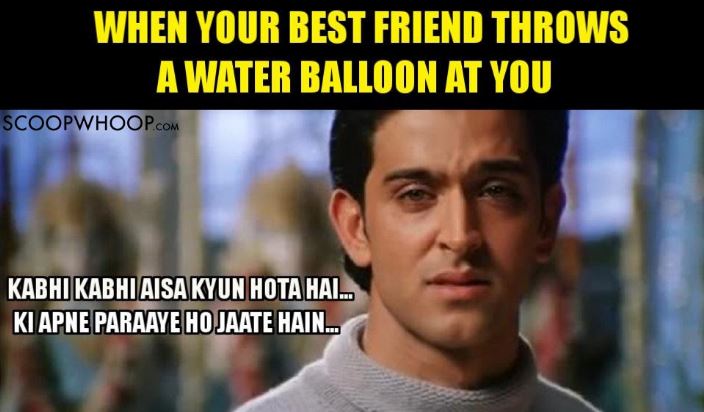 WHEN YOUR BEST FRIEND THROWS
A WATER BALLOON AT YOU
SCOOPWHOOP.COM
KABHI KABHI AISA KYUN HOTA HAI...
KI APNE PARAAYE HO JAATE HAIN...